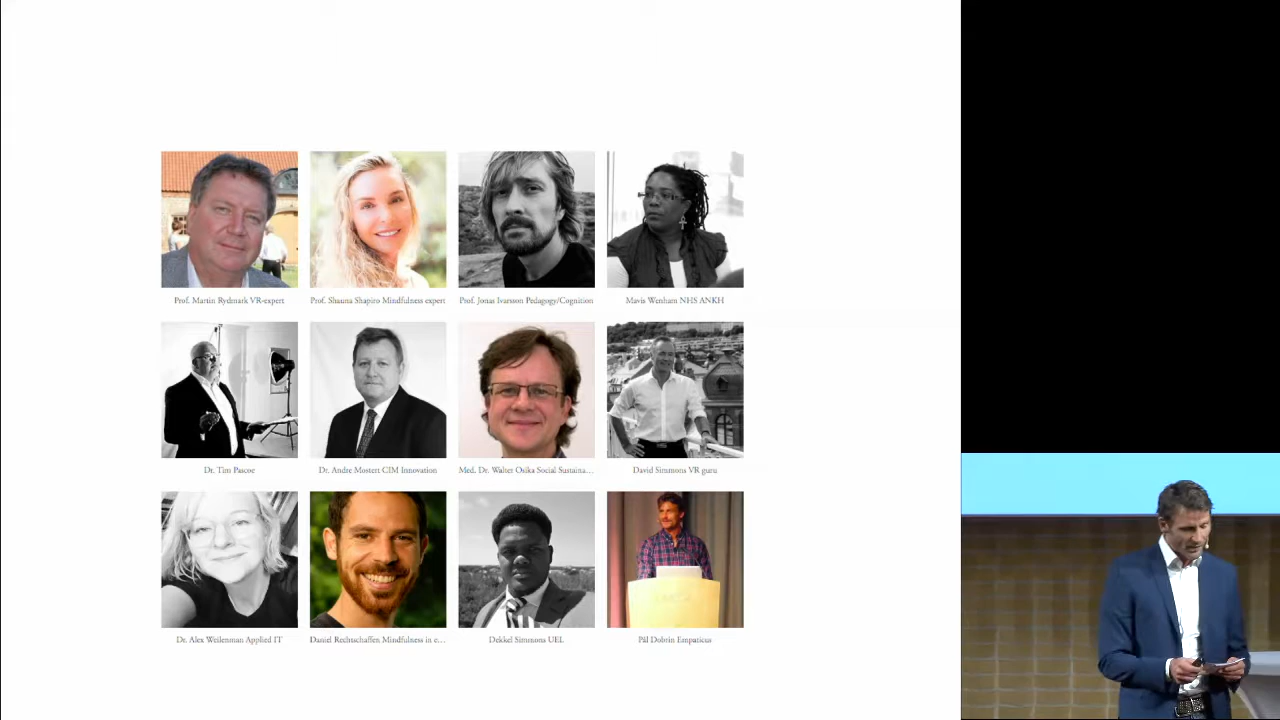 Prof. Martin Rydmark VR-expert
Prof. Shauna Shapiro Mindfulness expert
Prof. Jonas Ivarsson Pedagogy/Cognition
Mavis Wenham NHS ANKH
Dr. Tim Pascoe
Dr. Andre Mostert CIM Innovation
Med. Dr. Walter Osika Social Sustaina...
David Simmons VR guru
Dr. Alex Weilenman Applied IT
Daniel Rechtschaffen Mindfulness in e...
Dekkel Simmons UEL
Pål Dobrin Empaticus